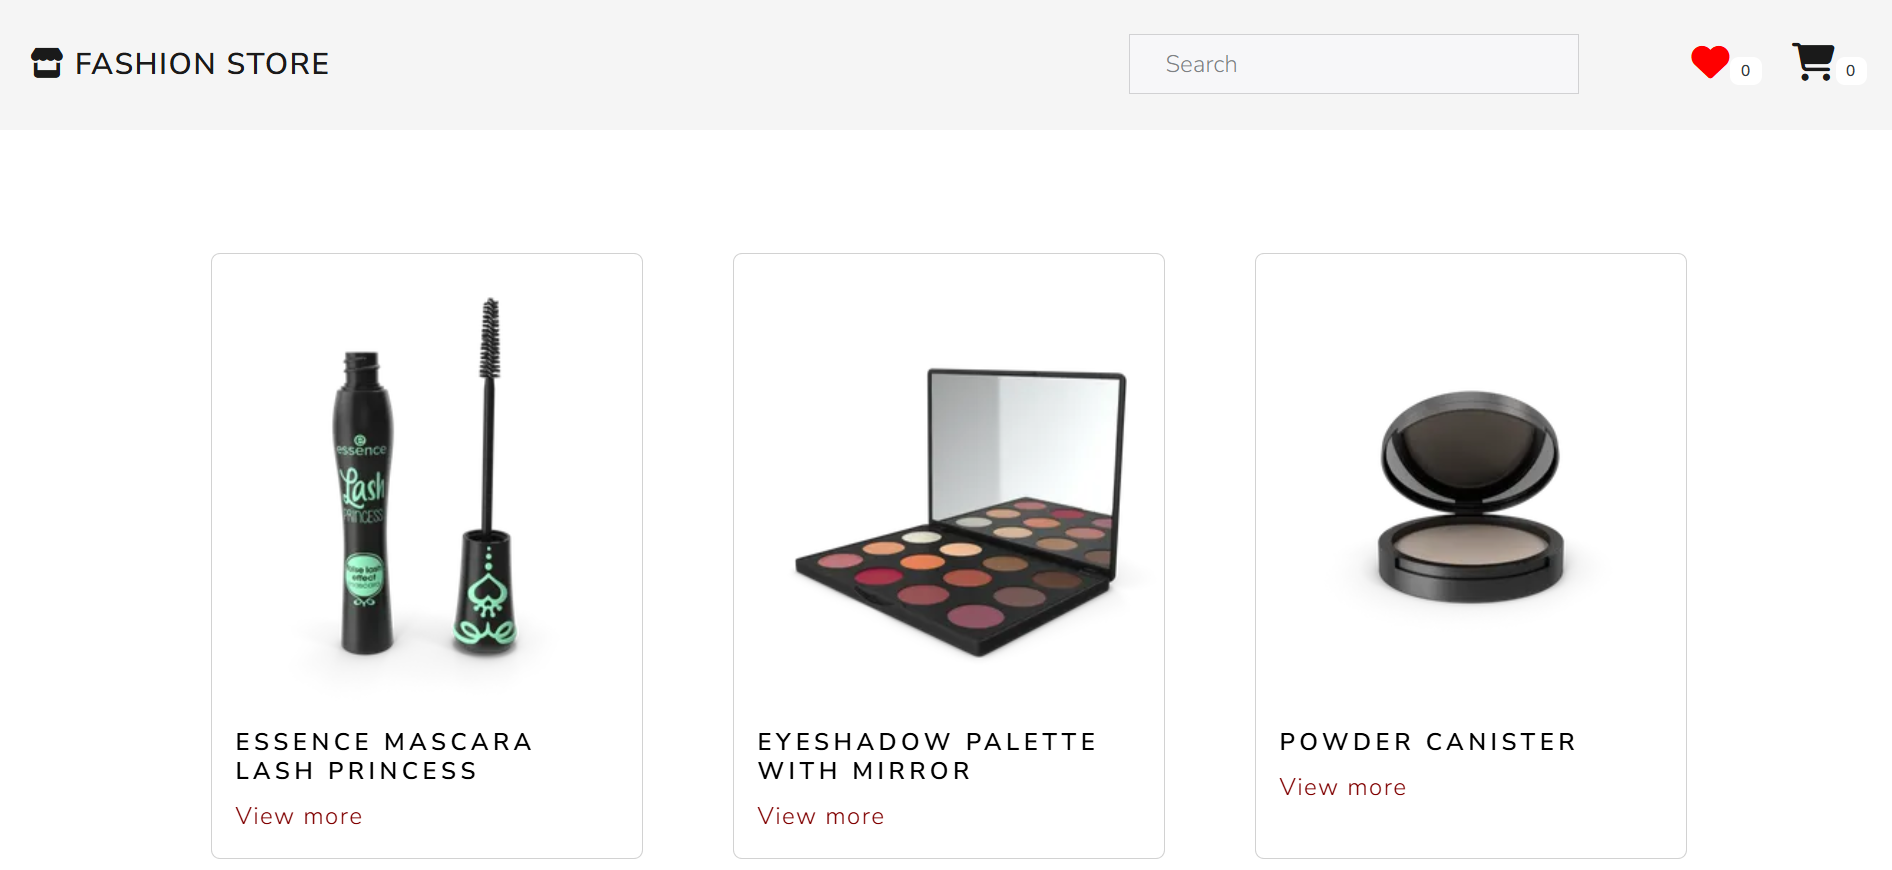 FASHION STORE
Search
0
0
essence
Lash
PRINCESS
effect
ESSENCE MASCARA
LASH PRINCESS
View more
EYESHADOW PALETTE
WITH MIRROR
View more
POWDER CANISTER
View more